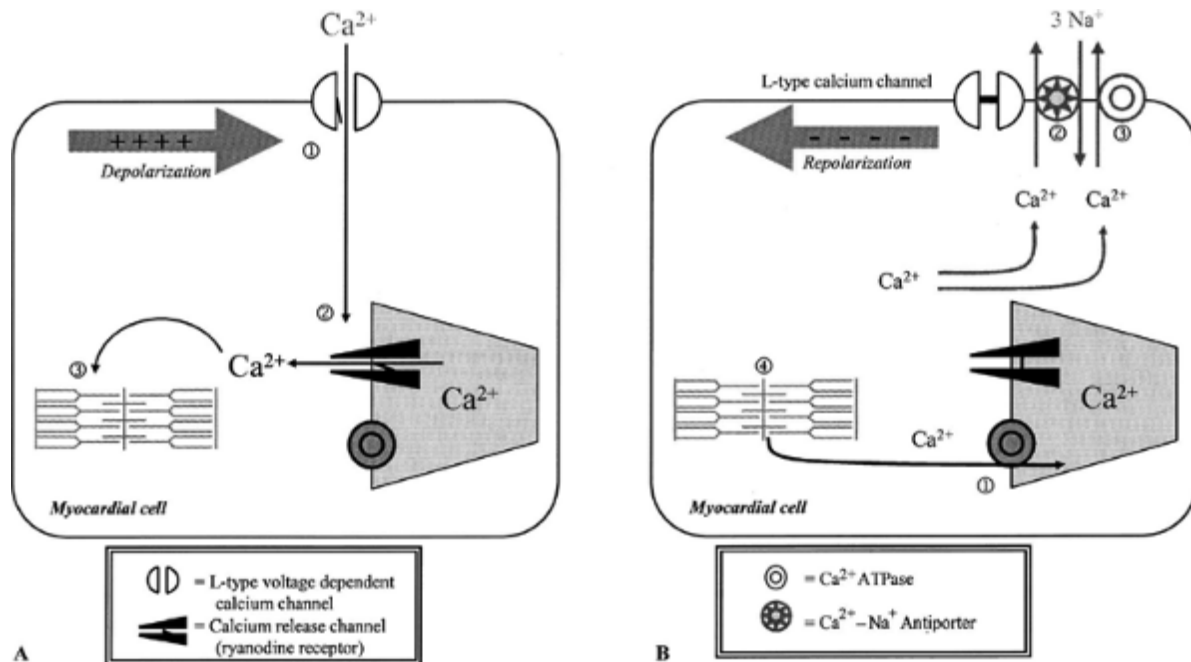 Ca²⁺
①
+ + + +
Depolarization
②
③
Ca²⁺
Ca²⁺
Myocardial cell
= L-type voltage dependent
calcium channel
= Calcium release channel
(ryanodine receptor)
A
3 Na⁺
L-type calcium channel
②
③
- - - -
Repolarization
Ca²⁺
Ca²⁺
Ca²⁺
④
Ca²⁺
Ca²⁺
①
Myocardial cell
= Ca²⁺ ATPase
= Ca²⁺–Na⁺ Antiporter
B